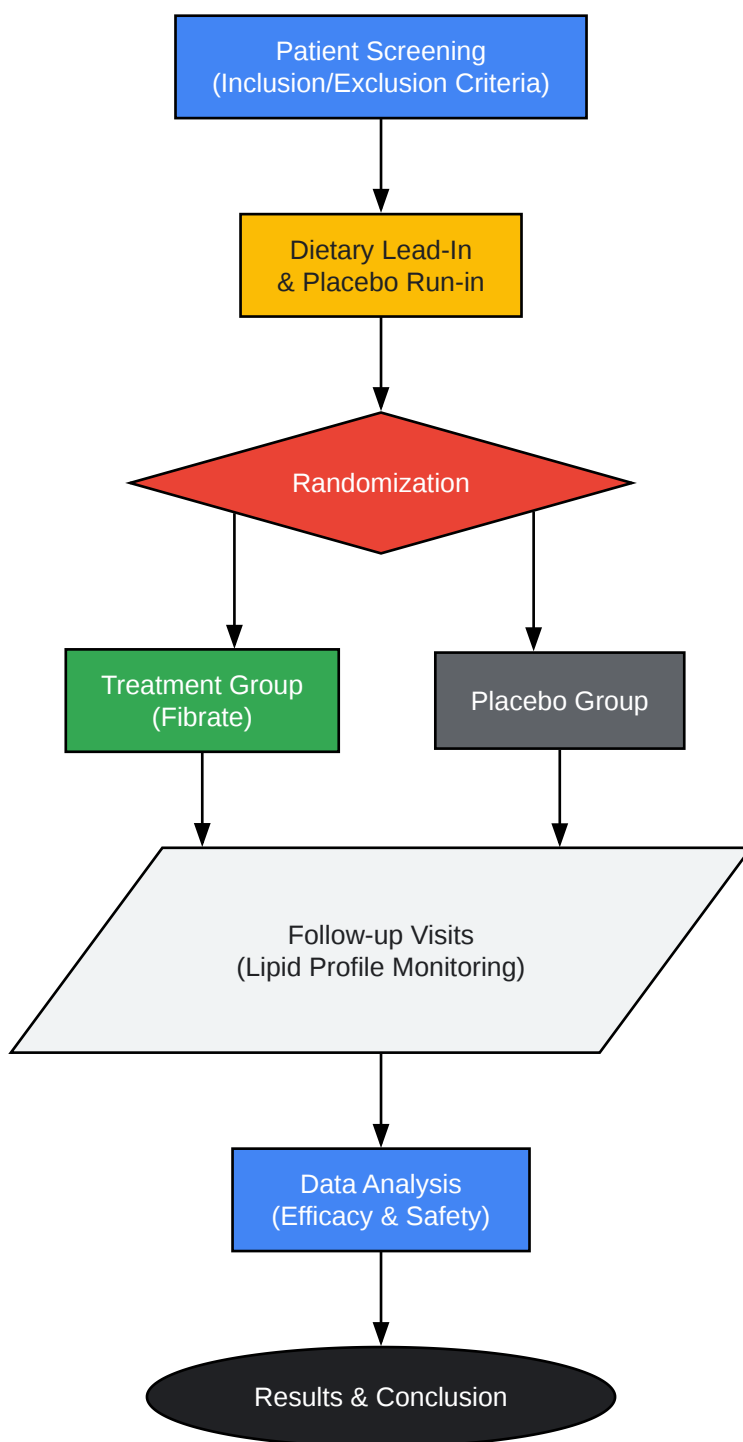 Patient Screening
(Inclusion/Exclusion Criteria)
Dietary Lead-In
& Placebo Run-in
Randomization
Treatment Group
(Fibrate)
Placebo Group
Follow-up Visits
(Lipid Profile Monitoring)
Data Analysis
(Efficacy & Safety)
Results & Conclusion